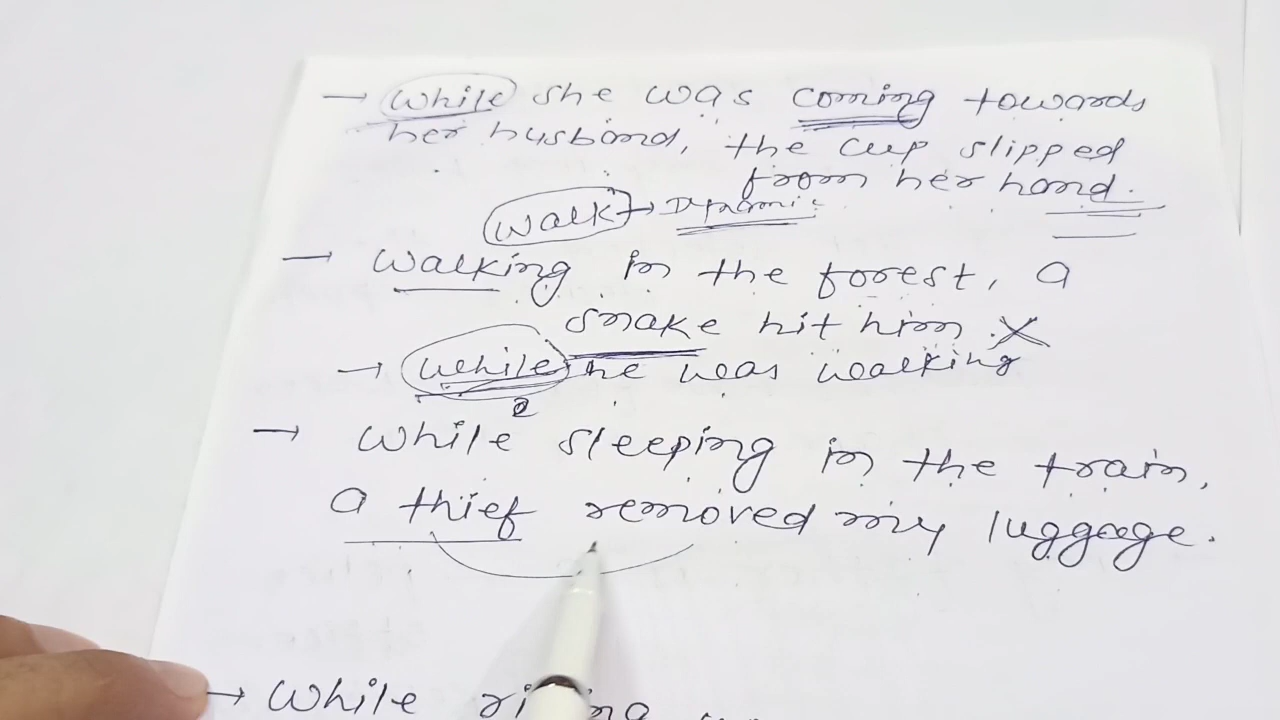 → While she was coming towards
her husband, the cup slipped
from her hand.
Walk → Dynamic
→ Walking in the forest, a
snake hit him. X
→ While he was walking
→ While sleeping in the train,
a thief removed my luggage.
→ While